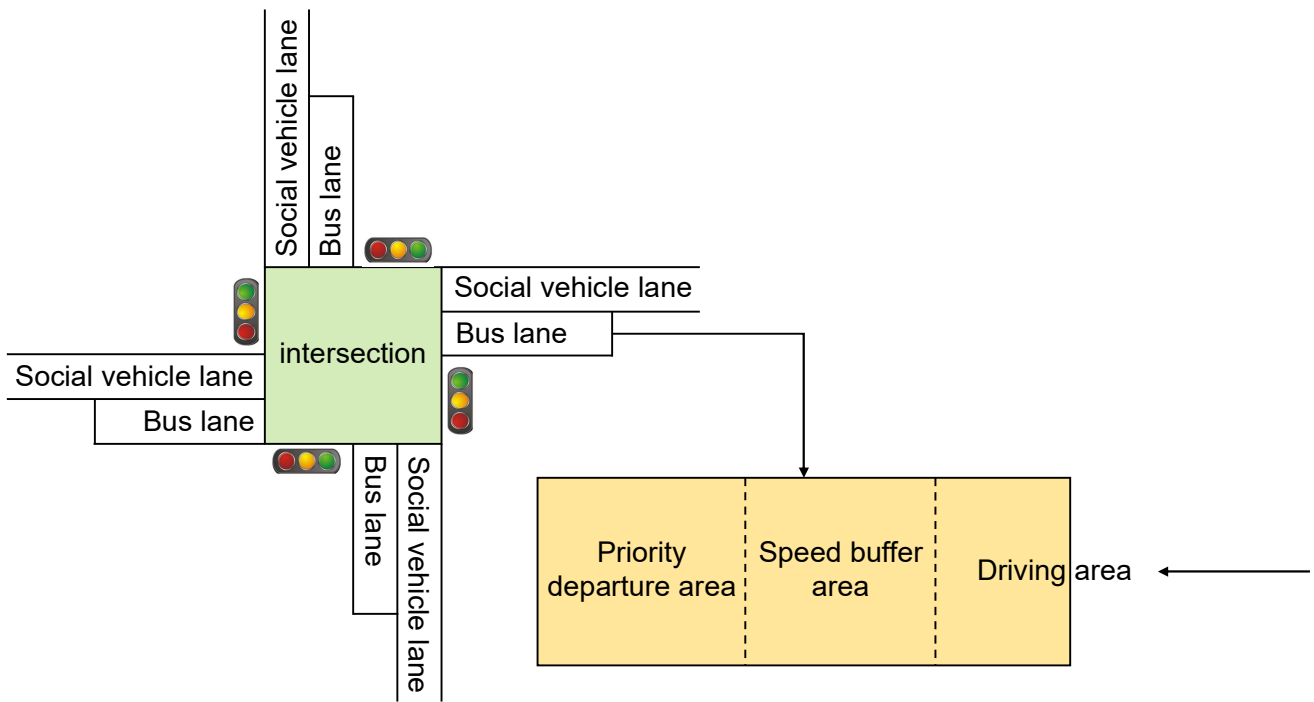 Social vehicle lane
Bus lane
Social vehicle lane
Bus lane
intersection
Social vehicle lane
Bus lane
Bus lane
Social vehicle lane
Priority
departure area
Speed buffer
area
Driving area